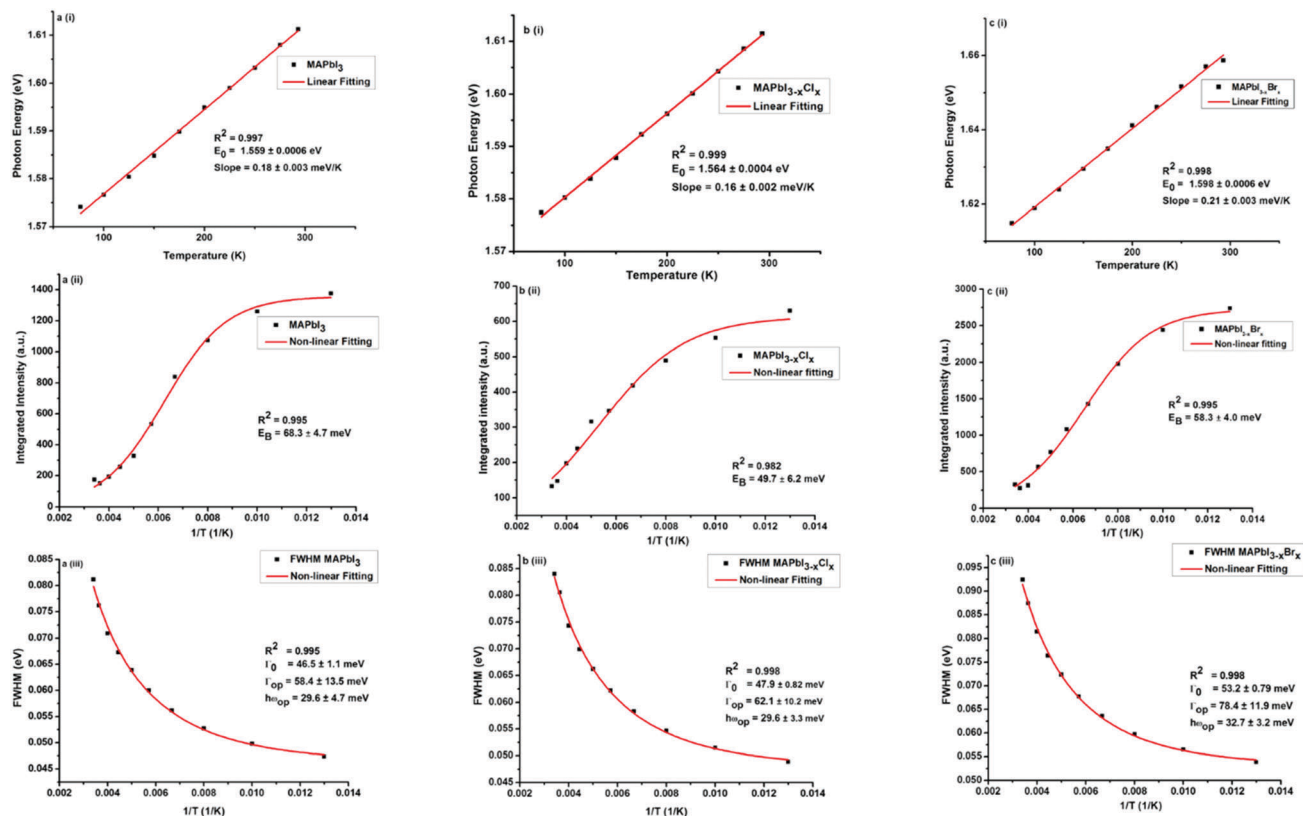 a (i)
1.61
1.60
1.59
1.58
1.57
Photon Energy (eV)
MAPbI3
Linear Fitting
R2 = 0.997
E0 = 1.559 ± 0.0006 eV
Slope = 0.18 ± 0.003 meV/K
100 200 300
Temperature (K)
b (i)
1.61
1.60
1.59
1.58
1.57
Photon Energy (eV)
MAPbI3-xClx
Linear Fitting
R2 = 0.999
E0 = 1.564 ± 0.0004 eV
Slope = 0.16 ± 0.002 meV/K
100 200 300
Temperature (K)
c (i)
1.66
1.64
1.62
Photon Energy (eV)
MAPbI3-xBrx
Linear Fitting
R2 = 0.998
E0 = 1.598 ± 0.0006 eV
Slope = 0.21 ± 0.003 meV/K
100 200 300
Temperature (K)
a (ii)
1400
1200
1000
800
600
400
200
0
Integrated Intensity (a.u.)
MAPbI3
Non-linear Fitting
R2 = 0.995
EB = 68.3 ± 4.7 meV
0.002 0.004 0.006 0.008 0.010 0.012 0.014
1/T (1/K)
b (ii)
700
600
500
400
300
200
100
Integrated intensity (a.u.)
MAPbI3-xClx
Non-linear Fitting
R2 = 0.982
EB = 49.7 ± 6.2 meV
0.002 0.004 0.006 0.008 0.010 0.012 0.014
1/T (1/K)
c (ii)
3000
2500
2000
1500
1250
500
0
Integrated intensity (a.u.)
MAPbI3-xBrx
Non-linear fitting
R2 = 0.995
EB = 58.3 ± 4.0 meV
0.002 0.004 0.006 0.008 0.010 0.012 0.014
1/T (1/K)
a (iii)
0.085
0.080
0.075
0.070
0.065
0.060
0.055
0.050
0.045
FWHM (eV)
FWHM MAPbI3
Non-linear Fitting
R2 = 0.995
Γ0 = 46.5 ± 1.1 meV
Γop = 58.4 ± 13.5 meV
hωop = 29.6 ± 4.7 meV
0.002 0.004 0.006 0.008 0.010 0.012 0.014
1/T (1/K)
b (iii)
0.085
0.080
0.075
0.070
0.065
0.060
0.055
0.050
0.045
FWHM (eV)
FWHM MAPbI3-xClx
Non-linear Fitting
R2 = 0.998
Γ0 = 47.9 ± 0.82 meV
Γop = 62.1 ± 10.2 meV
hωop = 29.6 ± 3.3 meV
0.002 0.004 0.006 0.008 0.010 0.012 0.014
1/T (1/K)
c (iii)
0.095
0.090
0.085
0.080
0.075
0.070
0.065
0.060
0.055
0.050
FWHM (eV)
FWHM MAPbI3-xBrx
Non-linear Fitting
R2 = 0.998
Γ0 = 53.2 ± 0.79 meV
Γop = 78.4 ± 11.9 meV
hωop = 32.7 ± 3.2 meV
0.002 0.004 0.006 0.008 0.010 0.012 0.014
1/T (1/K)